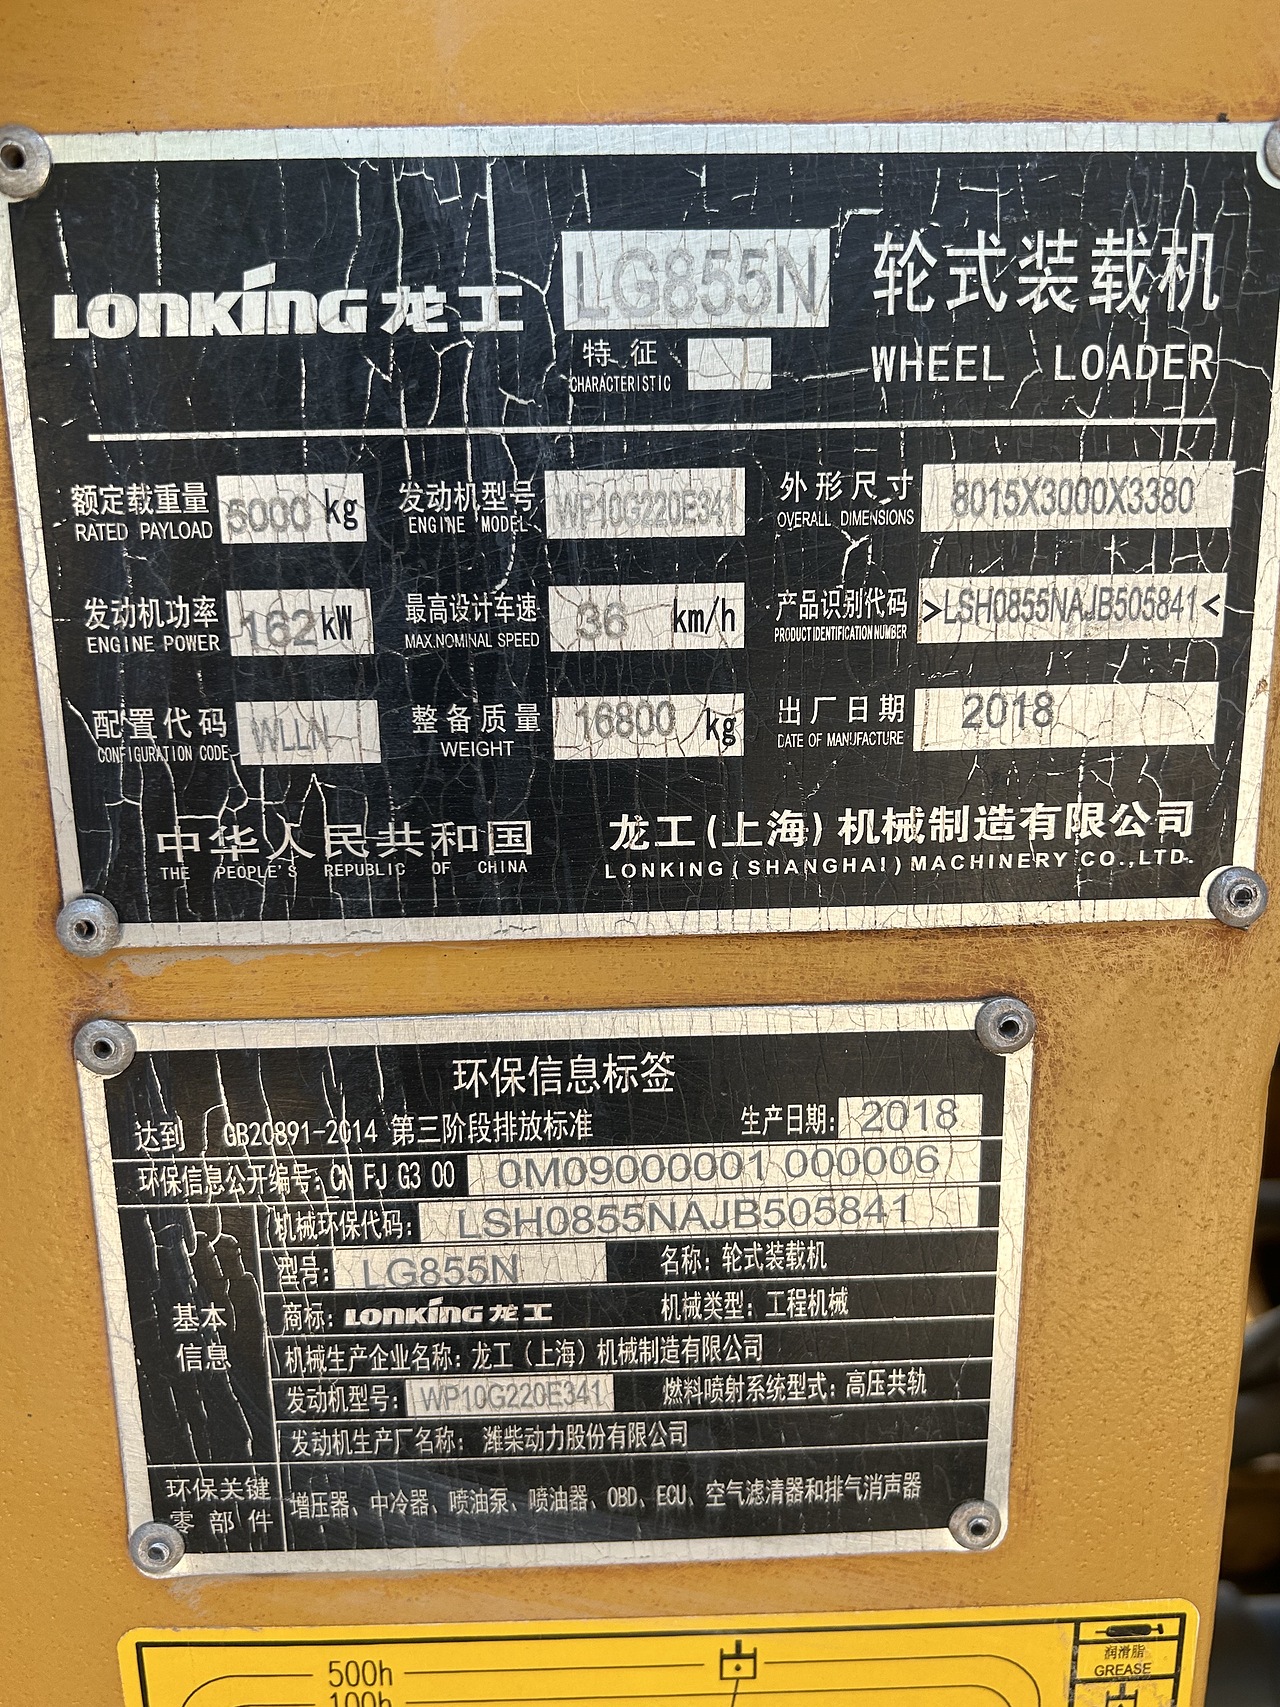 LONKING 龙工 LG855N 轮式装载机
特征
CHARACTERISTIC
WHEEL LOADER
额定载重量 5000 kg 发动机型号 WP10G220E341 外形尺寸 8015X3000X3380
RATED PAYLOAD ENGINE MODEL OVERALL DIMENSIONS
发动机功率 162 kW 最高设计车速 36 km/h 产品识别代码 >LSH0855NAJB505841<
ENGINE POWER MAX.NOMINAL SPEED PRODUCT IDENTIFICATION NUMBER
配置代码 WLLN 整备质量 16800 kg 出厂日期 2018
CONFIGURATION CODE WEIGHT DATE OF MANUFACTURE
中华人民共和国 龙工(上海)机械制造有限公司
THE PEOPLE'S REPUBLIC OF CHINA LONKING(SHANGHAI)MACHINERY CO.,LTD.
环保信息标签
达到 GB20891-2014 第三阶段排放标准 生产日期: 2018
环保信息公开编号: CN FJ G3 00 0M09000001 000006
机械环保代码: LSH0855NAJB505841
型号: LG855N 名称: 轮式装载机
基本信息
商标: LONKING 龙工 机械类型: 工程机械
机械生产企业名称: 龙工(上海)机械制造有限公司
发动机型号: WP10G220E341 燃料喷射系统型式: 高压共轨
发动机生产厂名称: 潍柴动力股份有限公司
环保关键零部件 增压器、中冷器、喷油泵、喷油器、OBD、ECU、空气滤清器和排气消声器
500h
100h
润滑脂
GREASE